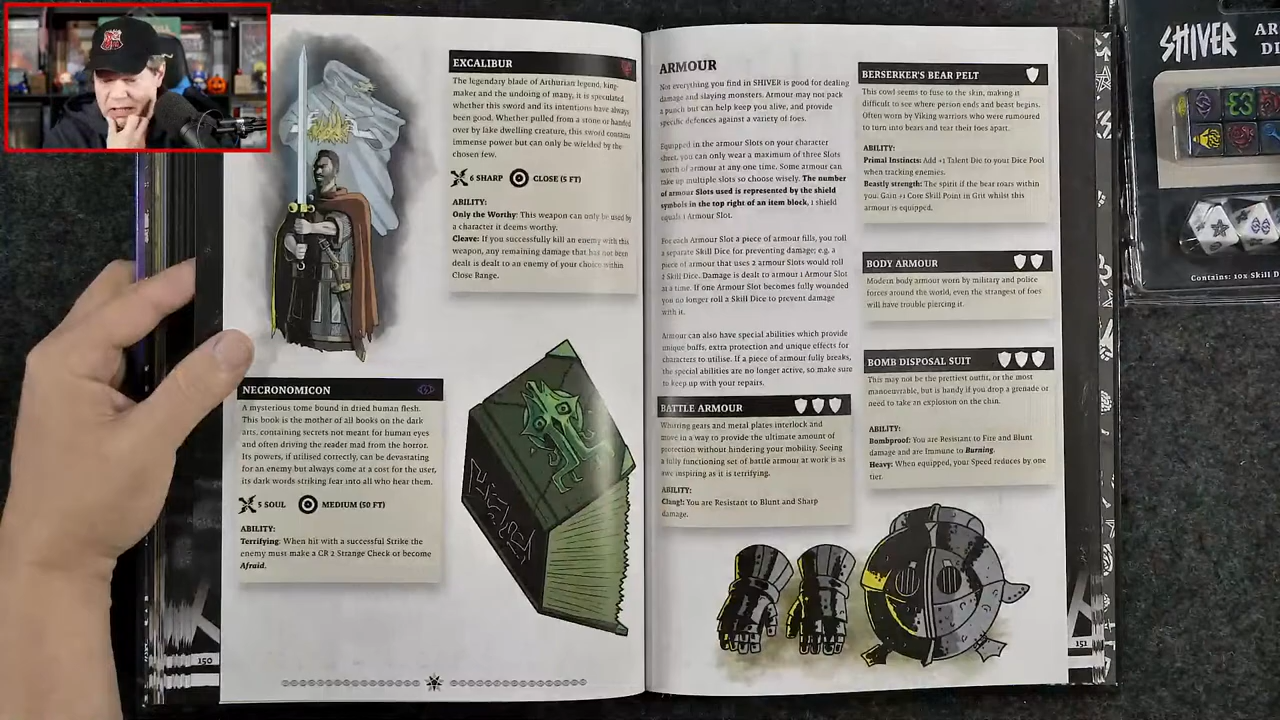 EXCALIBUR
The legendary blade of Arthurian legend, king-
maker and the undoing of many, it is speculated
whether this sword and its intentions have always
been good. Whether pulled from a stone or handed
over by lake dwelling creature, this sword contains
immense power but can only be wielded by the
chosen few.
6 SHARP CLOSE (5 FT)
ABILITY:
Only the Worthy: This weapon can only be used by
a character it deems worthy.
Cleave: If you successfully kill an enemy with this
weapon, any remaining damage that has not been
dealt is dealt to an enemy of your choice within
Close Range.
NECRONOMICON
A mysterious tome bound in dried human flesh.
This book is the mother of all books on the dark
arts, containing secrets not meant for human eyes
and often driving the reader mad from the horror.
Its powers, if utilised correctly, can be devastating
for an enemy but always come at a cost for the user,
its dark words striking fear into all who hear them.
5 SOUL MEDIUM (50 FT)
ABILITY:
Terrifying: When hit with a successful Strike the
enemy must make a CR 2 Strange Check or become
Afraid.
150
ARMOUR
Not everything you find in SHIVER is good for dealing
damage and slaying monsters. Armour may not pack
a punch but can help keep you alive, and provide
specific defences against a variety of foes.
Equipped in the armour Slots on your character
sheet, you can only wear a maximum of three Slots
worth of armour at any one time. Some armour can
take up multiple slots so choose wisely. The number
of armour Slots used is represented by the shield
symbols in the top right of an item block, 1 shield
equals 1 Armour Slot.
For each Armour Slot a piece of armour fills, you roll
a separate Skill Dice for preventing damage; e.g, a
piece of armour that uses 2 armour Slots would roll
2 Skill Dice. Damage is dealt to armour 1 Armour Slot
at a time. If one Armour Slot becomes fully wounded
you no longer roll a Skill Dice to prevent damage
with it.
Armour can also have special abilities which provide
unique buffs, extra protection and unique effects for
characters to utilise. If a piece of armour fully breaks,
the special abilities are no longer active, so make sure
to keep up with your repairs.
BATTLE ARMOUR
Whirring gears and metal plates interlock and
move in a way to provide the ultimate amount of
protection without hindering your mobility. Seeing
a fully functioning set of battle armour at work is as
awe inspiring as it is terrifying.
ABILITY:
Clang!: You are Resistant to Blunt and Sharp
damage.
BERSERKER'S BEAR PELT
This cowl seems to fuse to the skin, making it
difficult to see where person ends and beast begins.
Often worn by Viking warriors who were rumoured
to turn into bears and tear their foes apart.
ABILITY:
Primal Instincts: Add +1 Talent Die to your Dice Pool
when tracking enemies.
Beastly strength: The spirit if the bear roars within
you. Gain +1 Core Skill Point in Grit whilst this
armour is equipped.
BODY ARMOUR
Modern body armour worn by military and police
forces around the world, even the strangest of foes
will have trouble piercing it.
BOMB DISPOSAL SUIT
This may not be the prettiest outfit, or the most
manoeuvrable, but is handy if you drop a grenade or
need to take an explosion on the chin.
ABILITY:
Bombproof: You are Resistant to Fire and Blunt
damage and are Immune to Burning.
Heavy: When equipped, your Speed reduces by one
tier.
151
SHIVER
Contains: 10x Skill D